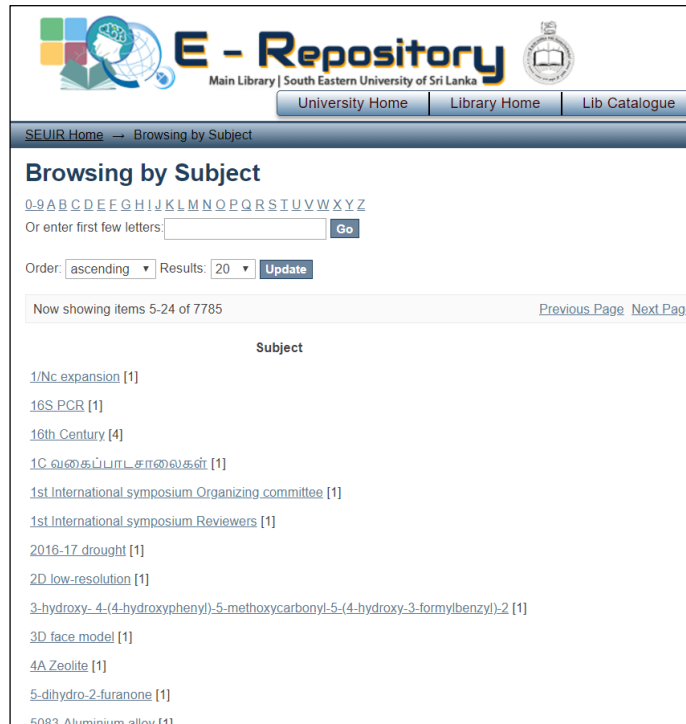 E - Repository
Main Library | South Eastern University of Sri Lanka
University Home Library Home Lib Catalogue
SEUIR Home → Browsing by Subject
Browsing by Subject
0-9 A B C D E F G H I J K L M N O P Q R S T U V W X Y Z
Or enter first few letters: Go
Order: ascending Results: 20 Update
Now showing items 5-24 of 7785 Previous Page Next Pag
Subject
1/Nc expansion [1]
16S PCR [1]
16th Century [4]
1C வகைப்பாடசாலைகள் [1]
1st International symposium Organizing committee [1]
1st International symposium Reviewers [1]
2016-17 drought [1]
2D low-resolution [1]
3-hydroxy- 4-(4-hydroxyphenyl)-5-methoxycarbonyl-5-(4-hydroxy-3-formylbenzyl)-2 [1]
3D face model [1]
4A Zeolite [1]
5-dihydro-2-furanone [1]
5083 Aluminium alloy [1]